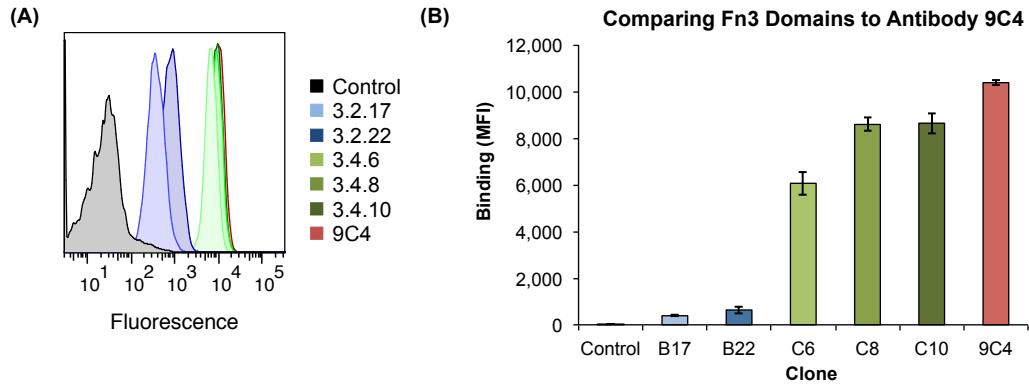 (A)
10¹ 10² 10³ 10⁴ 10⁵
Fluorescence
Control
3.2.17
3.2.22
3.4.6
3.4.8
3.4.10
9C4
(B)
Comparing Fn3 Domains to Antibody 9C4
Binding (MFI)
12,000
10,000
8,000
6,000
4,000
2,000
0
Control B17 B22 C6 C8 C10 9C4
Clone